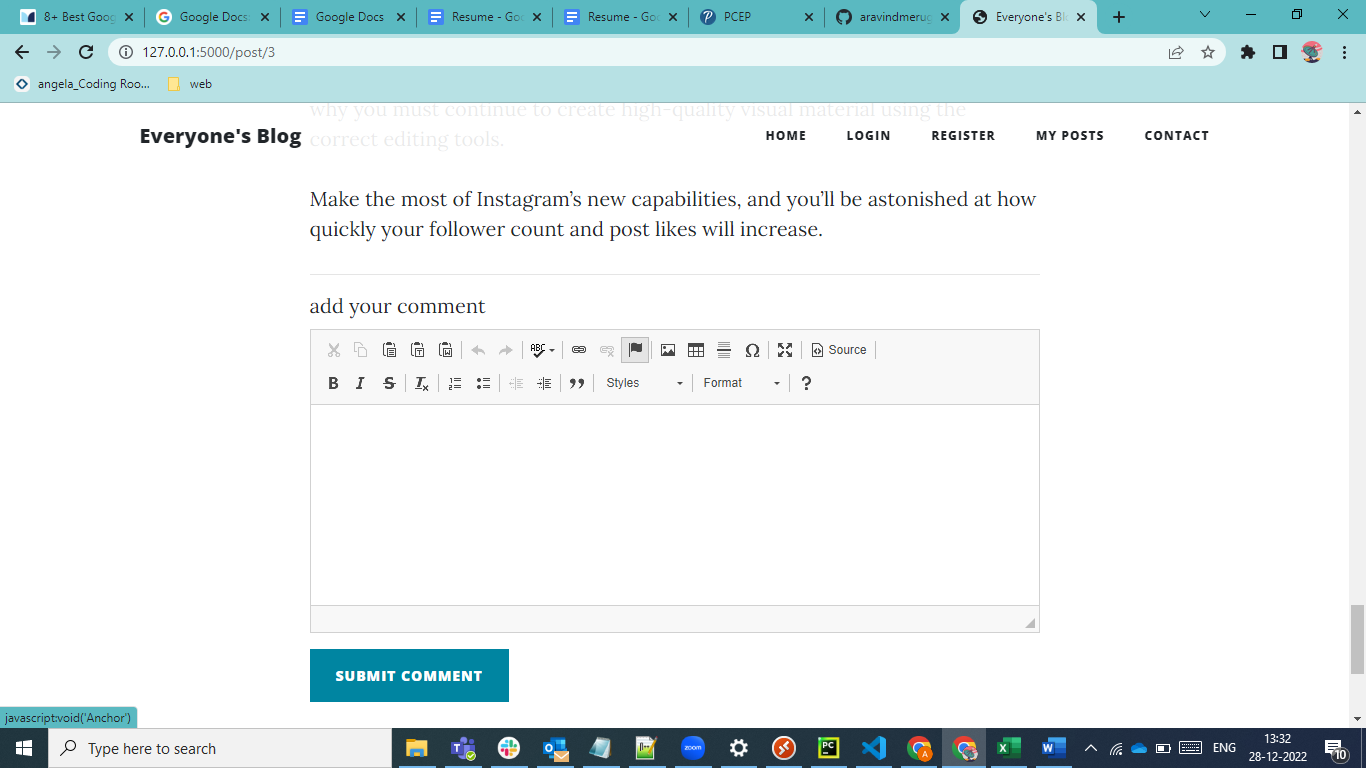 8+ Best Goog
Google Docs:
Google Docs
Resume - Goo
Resume - Goo
PCEP
aravindmerug
Everyone's Bl
127.0.0.1:5000/post/3
angela_Coding Roo...
web
why you must continue to create high-quality visual material using the
Everyone's Blog
correct editing tools.
HOME
LOGIN
REGISTER
MY POSTS
CONTACT
Make the most of Instagram’s new capabilities, and you’ll be astonished at how
quickly your follower count and post likes will increase.
add your comment
ABC
Ω
Source
B I S Tx
Styles
Format
?
SUBMIT COMMENT
javascript:void('Anchor')
Type here to search
zoom
PC
A
ENG
13:32
28-12-2022
10